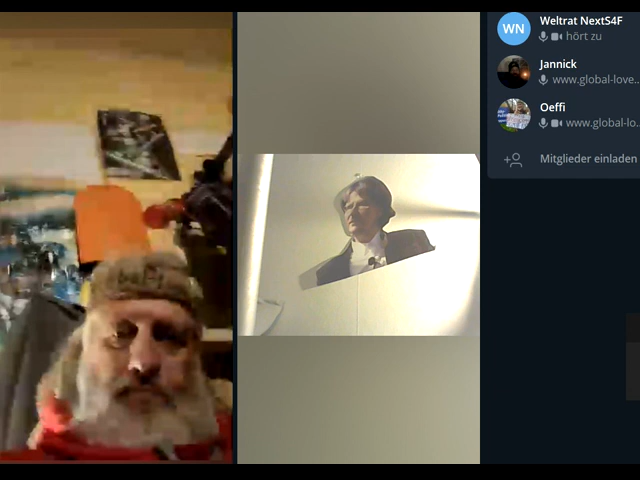 Weltrat NextS4F
WN
hört zu
Jannick
www.global-love...
Oeffi
www.global-lo...
Mitglieder einladen